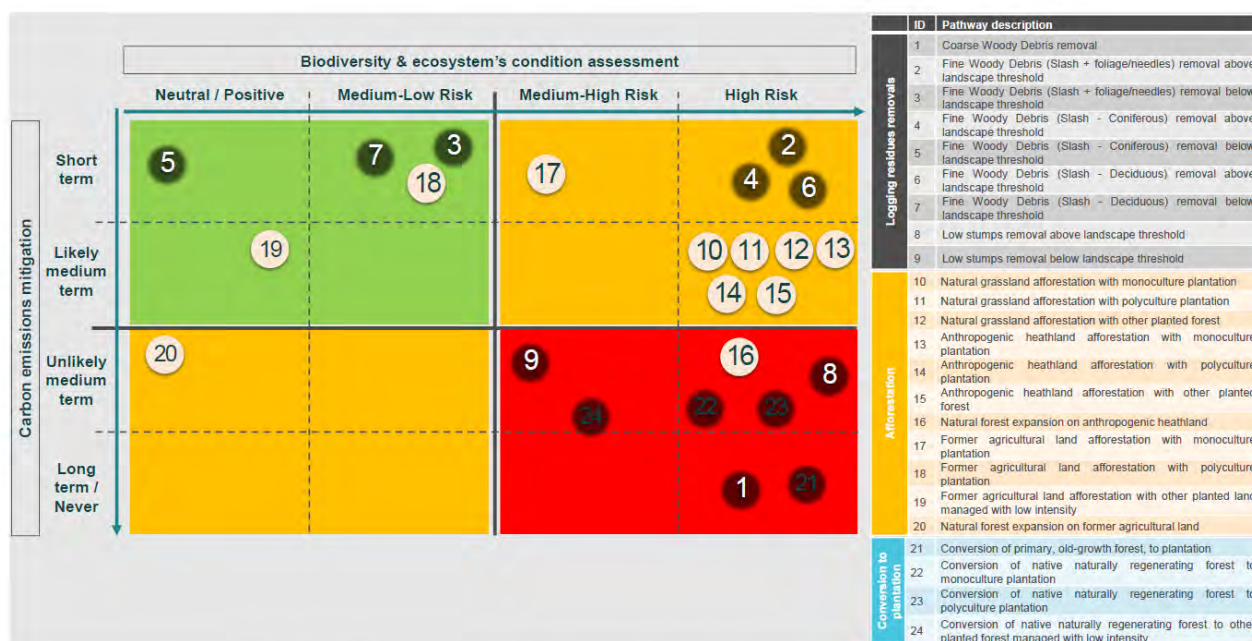 Biodiversity & ecosystem's condition assessment
Neutral / Positive
Medium-Low Risk
Medium-High Risk
High Risk
Carbon emissions mitigation
Short
term
Likely
medium
term
Unlikely
medium
term
Long
term /
Never
5
7
3
18
17
2
4
6
19
10
11
12
13
14
15
20
9
24
16
8
22
23
1
21
ID Pathway description
Logging residues removals
1 Coarse Woody Debris removal
2 Fine Woody Debris (Slash + foliage/needles) removal above
landscape threshold
3 Fine Woody Debris (Slash + foliage/needles) removal below
landscape threshold
4 Fine Woody Debris (Slash - Coniferous) removal above
landscape threshold
5 Fine Woody Debris (Slash - Coniferous) removal below
landscape threshold
6 Fine Woody Debris (Slash - Deciduous) removal above
landscape threshold
7 Fine Woody Debris (Slash - Deciduous) removal below
landscape threshold
8 Low stumps removal above landscape threshold
9 Low stumps removal below landscape threshold
Afforestation
10 Natural grassland afforestation with monoculture plantation
11 Natural grassland afforestation with polyculture plantation
12 Natural grassland afforestation with other planted forest
13 Anthropogenic heathland afforestation with monoculture
plantation
14 Anthropogenic heathland afforestation with polyculture
plantation
15 Anthropogenic heathland afforestation with other planted
forest
16 Natural forest expansion on anthropogenic heathland
17 Former agricultural land afforestation with monoculture
plantation
18 Former agricultural land afforestation with polyculture
plantation
19 Former agricultural land afforestation with other planted land
managed with low intensity
20 Natural forest expansion on former agricultural land
Conversion to
plantation
21 Conversion of primary, old-growth forest, to plantation
22 Conversion of native naturally regenerating forest to
monoculture plantation
23 Conversion of native naturally regenerating forest to
polyculture plantation
24 Conversion of native naturally regenerating forest to other
planted forest managed with low intensity